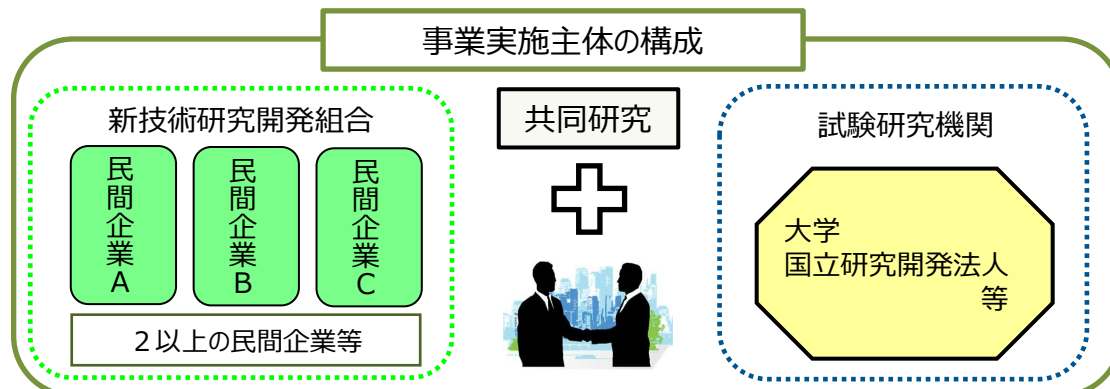 事業実施主体の構成
新技術研究開発組合
民間企業A
民間企業B
民間企業C
２以上の民間企業等
共同研究
試験研究機関
大学
国立研究開発法人
等